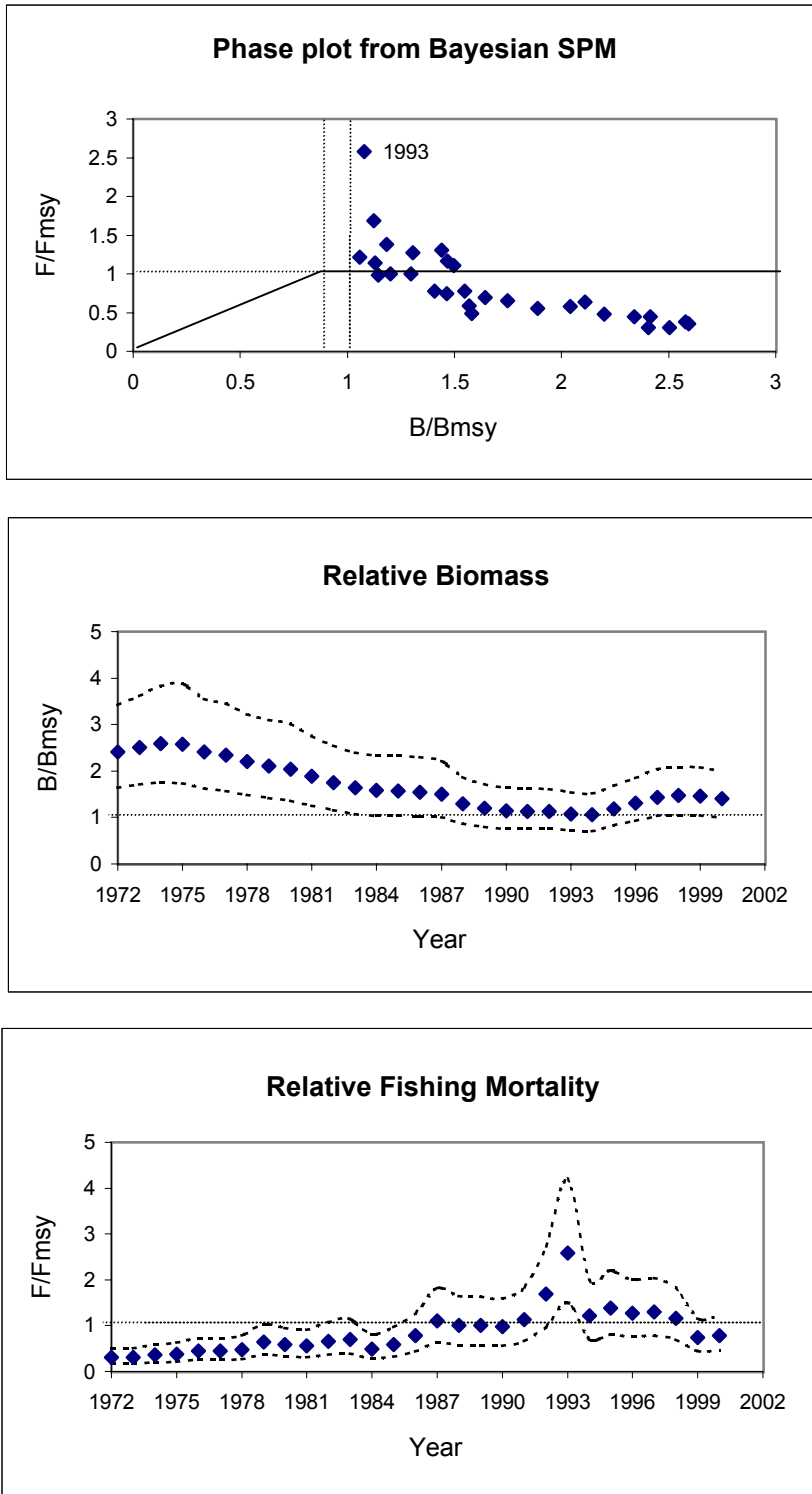 Phase plot from Bayesian SPM
3
2.5
2
1.5
1
0.5
0
F/Fmsy
1993
0 0.5 1 1.5 2 2.5 3
B/Bmsy
Relative Biomass
5
4
3
2
1
0
B/Bmsy
1972 1975 1978 1981 1984 1987 1990 1993 1996 1999 2002
Year
Relative Fishing Mortality
5
4
3
2
1
0
F/Fmsy
1972 1975 1978 1981 1984 1987 1990 1993 1996 1999 2002
Year